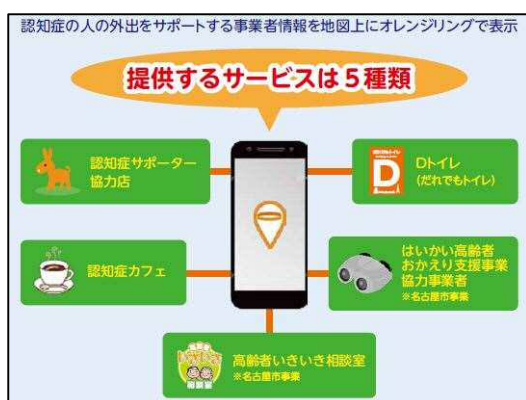 認知症の人の外出をサポートする事業者情報を地図上にオレンジリングで表示
提供するサービスは5種類
認知症サポーター
協力店
Dトイレ
(だれでもトイレ)
D
認知症カフェ
はいかい高齢者
おかえり支援事業
協力事業者
※名古屋市事業
高齢者いきいき相談室
※名古屋市事業